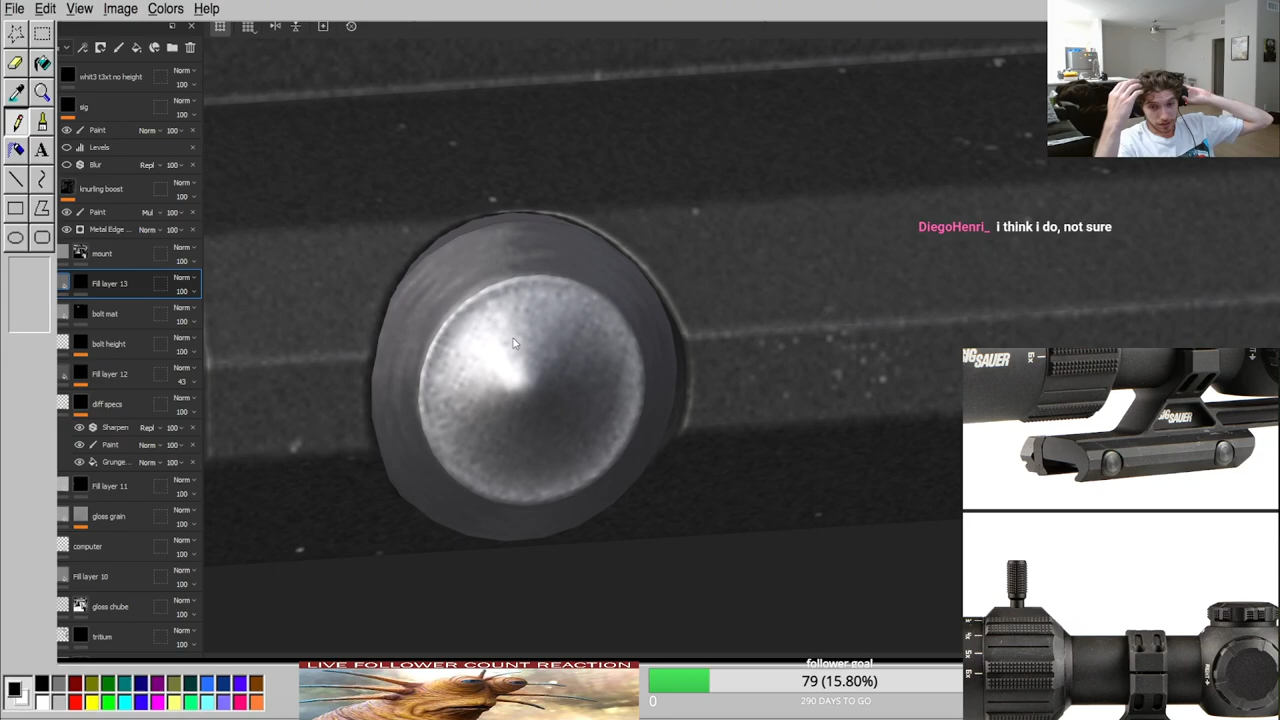 File Edit View Image Colors Help
whit3 t3xt no height Norm 100
sig Norm 100
Paint Norm 100
Levels
Blur Repl 100
knurling boost Norm 100
Paint Mul 100
Metal Edge ... Norm 100
mount Norm 100
Fill layer 13 Norm 100
bolt mat Norm 100
bolt height Norm 100
Fill layer 12 Norm 43
diff specs Norm 100
Sharpen Repl 100
Paint Norm 100
Grunge... Norm 100
Fill layer 11 Norm 100
gloss grain Norm 100
computer Norm 100
Fill layer 10 Norm 100
gloss chube Norm 100
tritium Norm 100
A
DiegoHenri_ i think i do, not sure
IG SAUER
SIG SAUER
LIVE FOLLOWER COUNT REACTION
follower goal
79 (15.80%)
0
290 DAYS TO GO